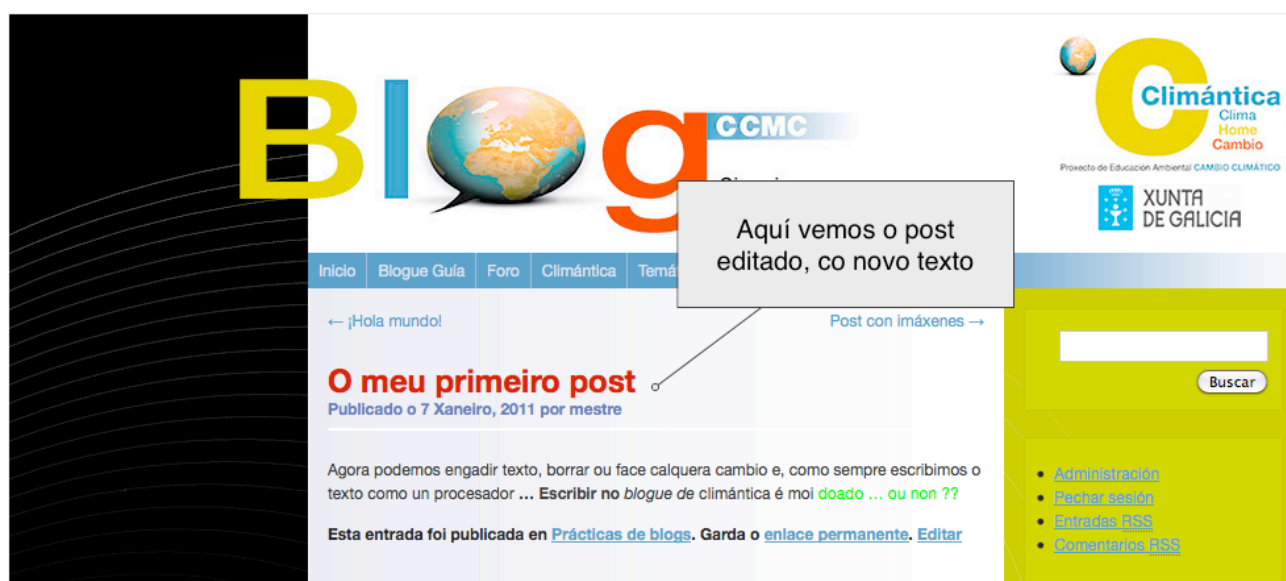 Blog
CCMC
Climántica
Clima
Home
Cambio
Proxecto de Educación Ambiental CAMBIO CLIMÁTICO
XUNTA
DE GALICIA
Aquí vemos o post
editado, co novo texto
Inicio Blogue Guía Foro Climántica
← ¡Hola mundo! Post con imáxenes →
O meu primeiro post
Publicado o 7 Xaneiro, 2011 por mestre
Agora podemos engadir texto, borrar ou face calquera cambio e, como sempre escribimos o
texto como un procesador ... Escribir no blogue de climántica é moi doado ... ou non ??
Esta entrada foi publicada en Prácticas de blogs. Garda o enlace permanente. Editar
Buscar
Administración
Pechar sesión
Entradas RSS
Comentarios RSS